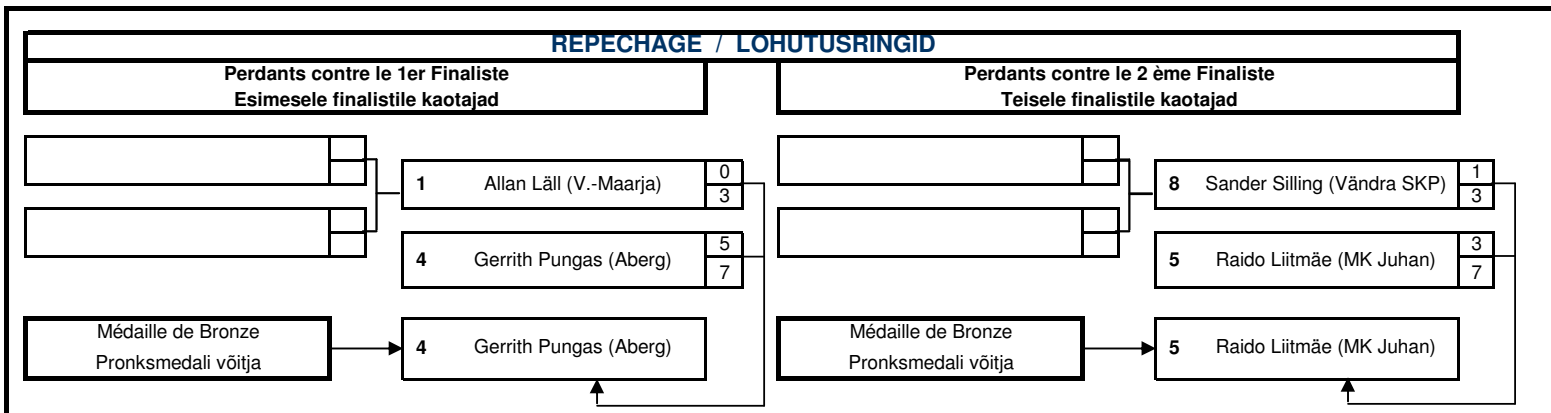 REPECHAGE / LOHUTUSRINGID
Perdants contre le 1er Finaliste
Esimesele finalistile kaotajad
Perdants contre le 2 ème Finaliste
Teisele finalistile kaotajad
1 Allan Läll (V.-Maarja) 0
3
4 Gerrith Pungas (Aberg) 5
7
Médaille de Bronze
Pronksmedali võitja
4 Gerrith Pungas (Aberg)
8 Sander Silling (Vändra SKP) 1
3
5 Raido Liitmäe (MK Juhan) 3
7
Médaille de Bronze
Pronksmedali võitja
5 Raido Liitmäe (MK Juhan)